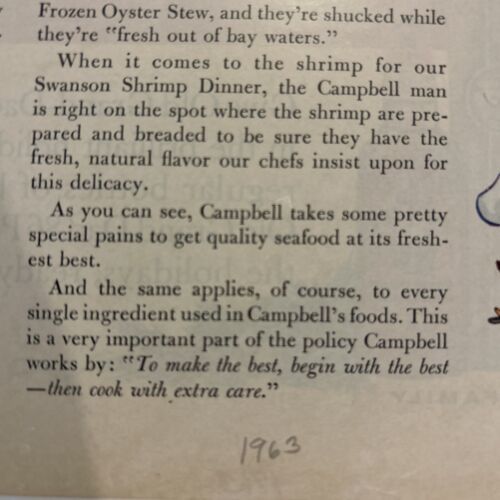 Frozen Oyster Stew, and they're shucked while
they're "fresh out of bay waters."
When it comes to the shrimp for our
Swanson Shrimp Dinner, the Campbell man
is right on the spot where the shrimp are pre-
pared and breaded to be sure they have the
fresh, natural flavor our chefs insist upon for
this delicacy.
As you can see, Campbell takes some pretty
special pains to get quality seafood at its fresh-
est best.
And the same applies, of course, to every
single ingredient used in Campbell's foods. This
is a very important part of the policy Campbell
works by: "To make the best, begin with the best
—then cook with extra care."
1963